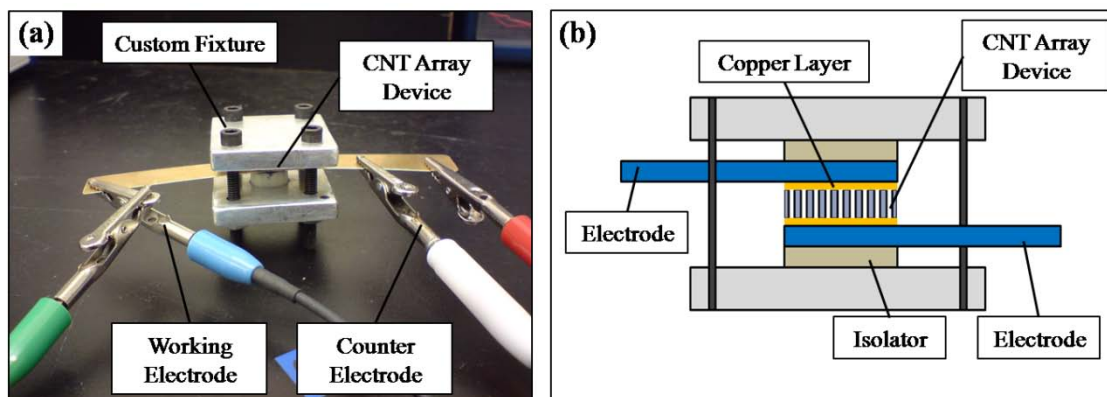 (a)
Custom Fixture
CNT Array
Device
Working
Electrode
Counter
Electrode
(b)
Copper Layer
CNT Array
Device
Electrode
Electrode
Isolator